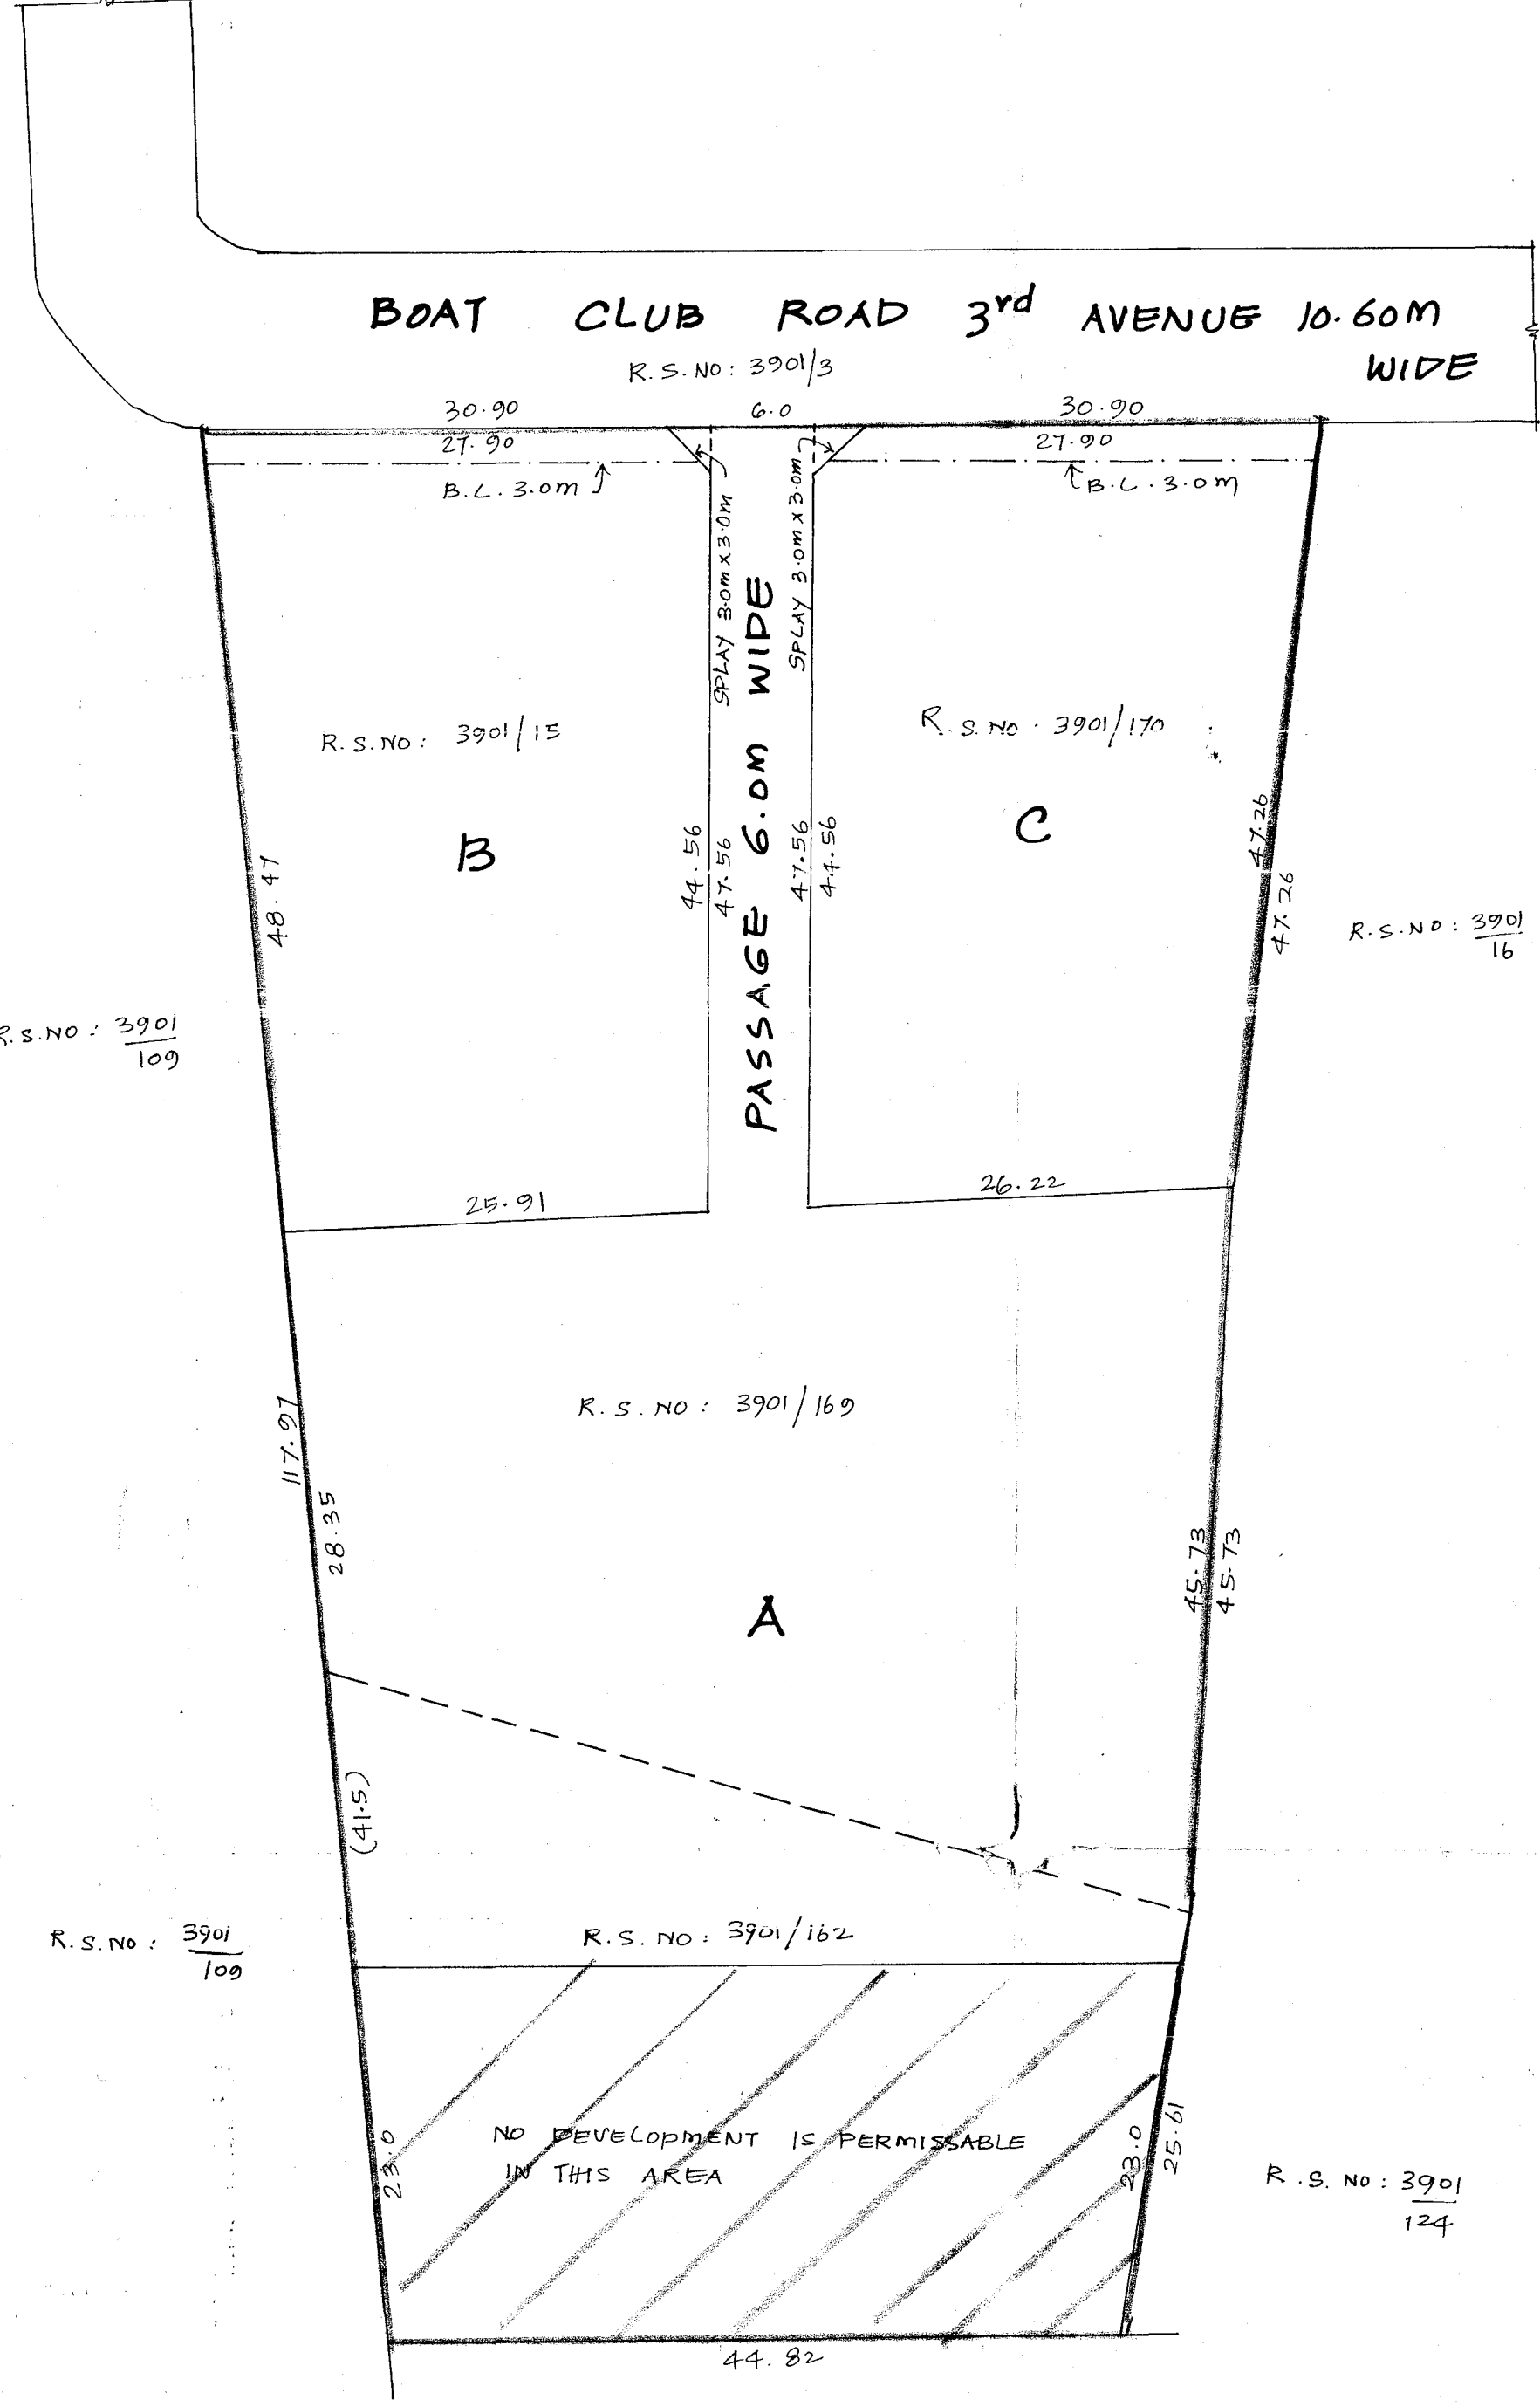 BOAT CLUB ROAD 3rd AVENUE 10.60M
WIDE
R.S.NO: 3901/3
30.90
6.0
30.90
27.90
27.90
B.L. 3.0m
B.L. 3.0m
SPLAY 3.0m x 3.0m
SPLAY 3.0m x 3.0m
PASSAGE 6.0M WIDE
R.S.NO: 3901/15
R.S.NO. 3901/170
B
C
44.56
47.56
47.56
44.56
48.47
47.26
47.26
R.S.NO: 3901
16
R.S.NO: 3901
109
25.91
26.22
R.S.NO: 3901/169
117.97
28.35
45.73
45.73
A
(41.5)
R.S.NO: 3901/162
R.S.NO: 3901
109
NO DEVELOPMENT IS PERMISSABLE
IN THIS AREA
23.0
23.0
25.61
R.S.NO: 3901
124
44.82